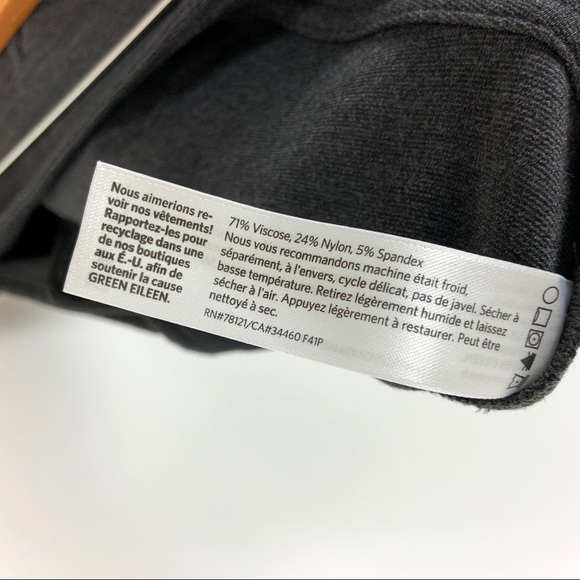 Nous aimerions re-
voir nos vêtements!
Rapportez-les pour
recyclage dans une
de nos boutiques
aux É.-U. afin de
soutenir la cause
GREEN EILEEN.
71% Viscose, 24% Nylon, 5% Spandex
Nous vous recommandons machine était froid,
séparément, à l'envers, cycle délicat, pas de javel. Sécher à
basse température. Retirez légèrement humide et laissez
sécher à l'air. Appuyez légèrement à restaurer. Peut être
nettoyé à sec.
RN#78121/CA#34460 F41P